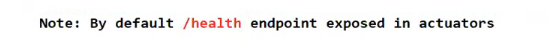 Note: By default /health endpoint exposed in actuators